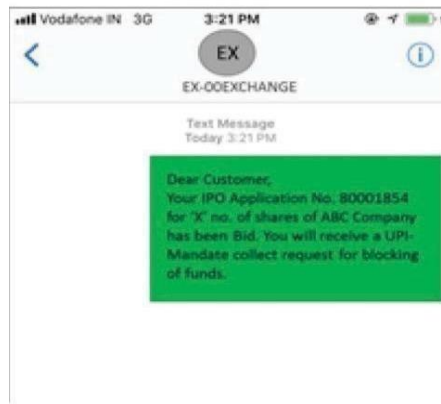 Vodafone IN 3G 3:21 PM
EX
EX-OOEXCHANGE
Text Message
Today 3:21 PM
Dear Customer,
Your IPO Application No. 80001854
for 'X' no. of shares of ABC Company
has been Bid. You will receive a UPI-
Mandate collect request for blocking
of funds.